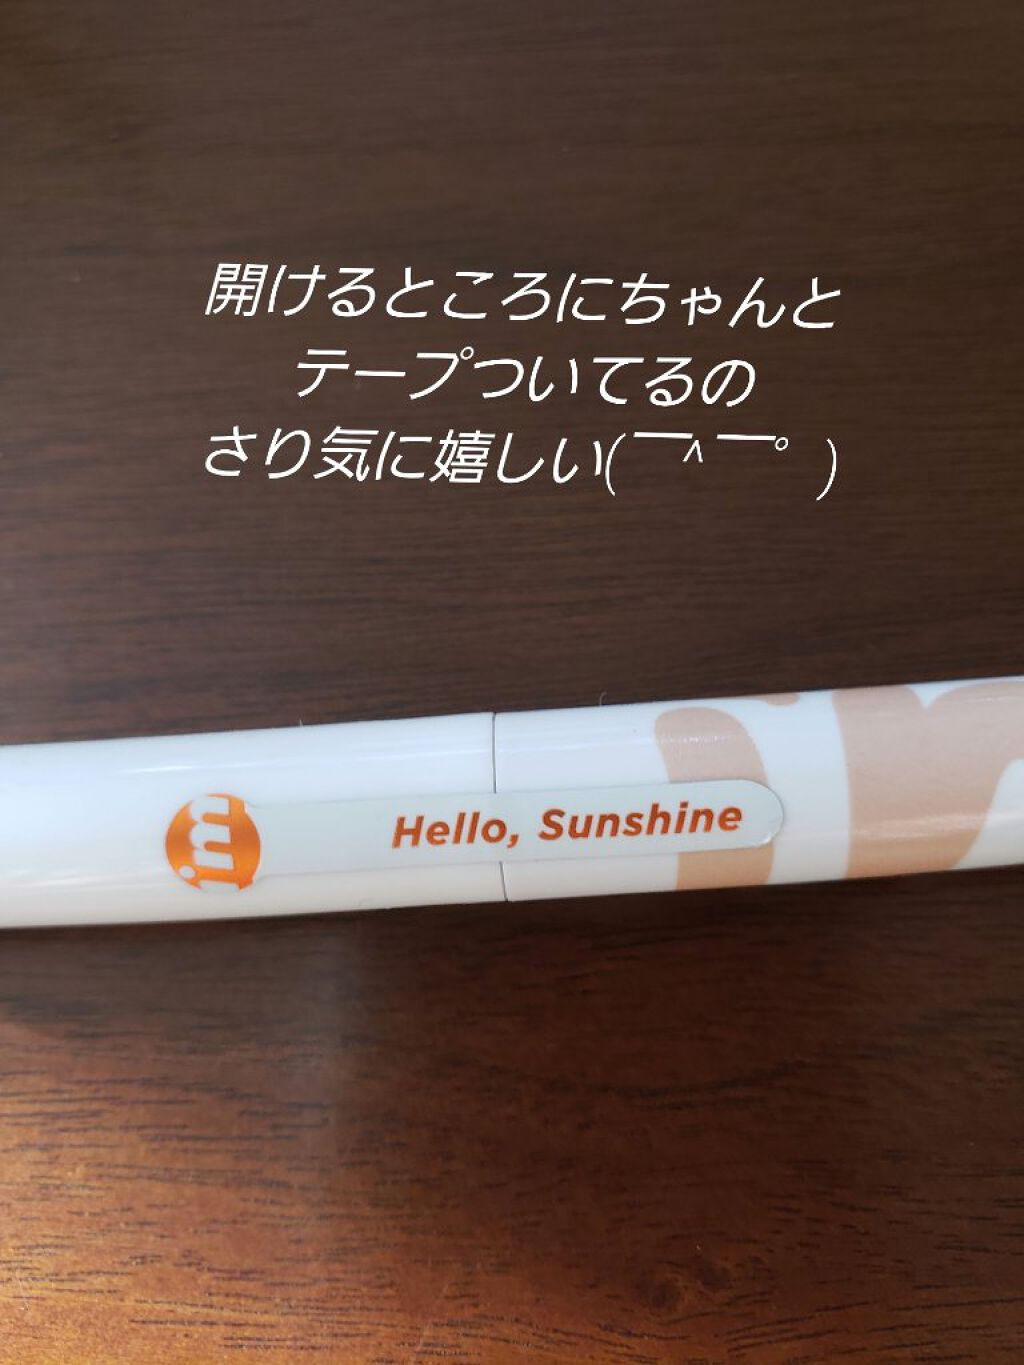 開けるところにちゃんと
テープついてるの
さり気に嬉しい(￣^￣゜)
im
Hello, Sunshine